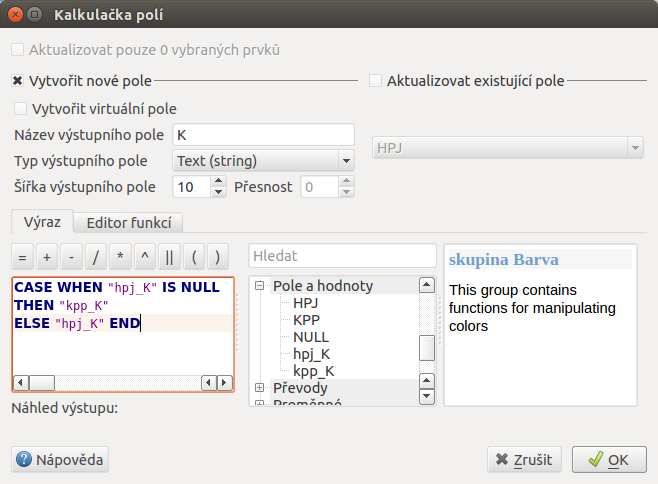 Kalkulačka polí
Aktualizovat pouze 0 vybraných prvků
Vytvořit nové pole
Aktualizovat existující pole
Vytvořit virtuální pole
Název výstupního pole K
Typ výstupního pole Text (string)
HPJ
Šířka výstupního pole 10 Přesnost 0
Výraz Editor funkcí
= + - / * ^ || ( )
Hledat
skupina Barva
CASE WHEN "hpj_K" IS NULL
THEN "kpp_K"
ELSE "hpj_K" END
Pole a hodnoty
HPJ
KPP
NULL
hpj_K
kpp_K
Převody
Proměnné
This group contains
functions for manipulating
colors
Náhled výstupu:
Nápověda
Zrušit
OK